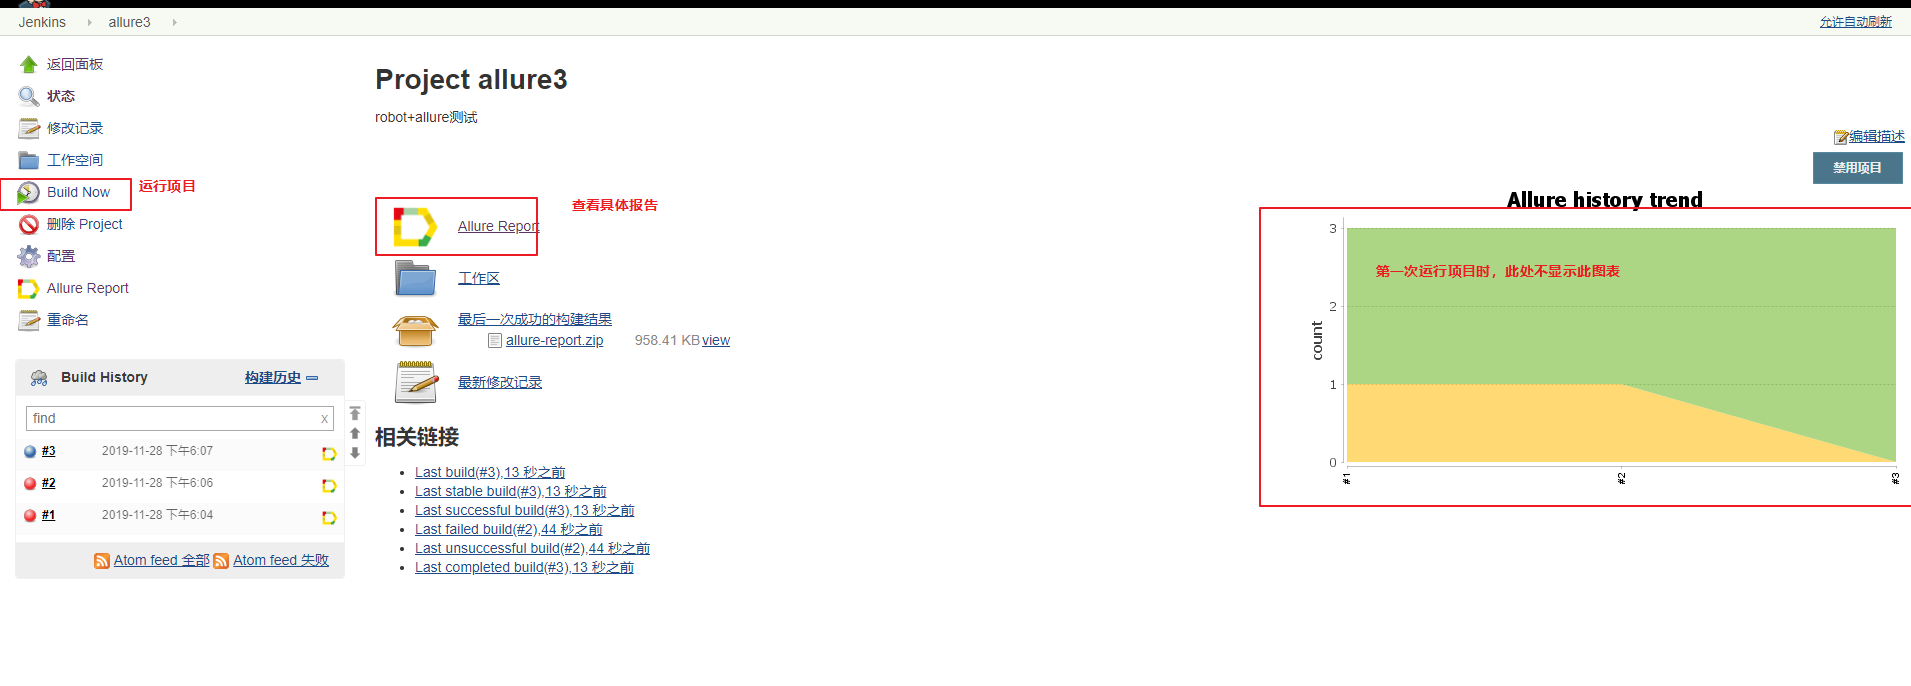 Jenkins allure3 允许自动刷新
返回面板
状态
修改记录
工作空间
Build Now 运行项目
删除 Project
配置
Allure Report
重命名
Build History 构建历史
find x
#3 2019-11-28 下午6:07
#2 2019-11-28 下午6:06
#1 2019-11-28 下午6:04
Atom feed 全部 Atom feed 失败
Project allure3
robot+allure测试
编辑描述
禁用项目
Allure Report 查看具体报告
工作区
最后一次成功的构建结果
allure-report.zip 958.41 KB view
最新修改记录
相关链接
Last build(#3),13 秒之前
Last stable build(#3),13 秒之前
Last successful build(#3),13 秒之前
Last failed build(#2),44 秒之前
Last unsuccessful build(#2),44 秒之前
Last completed build(#3),13 秒之前
Allure history trend
第一次运行项目时，此处不显示此图表
count
3
2
1
0
#1 #2 #3